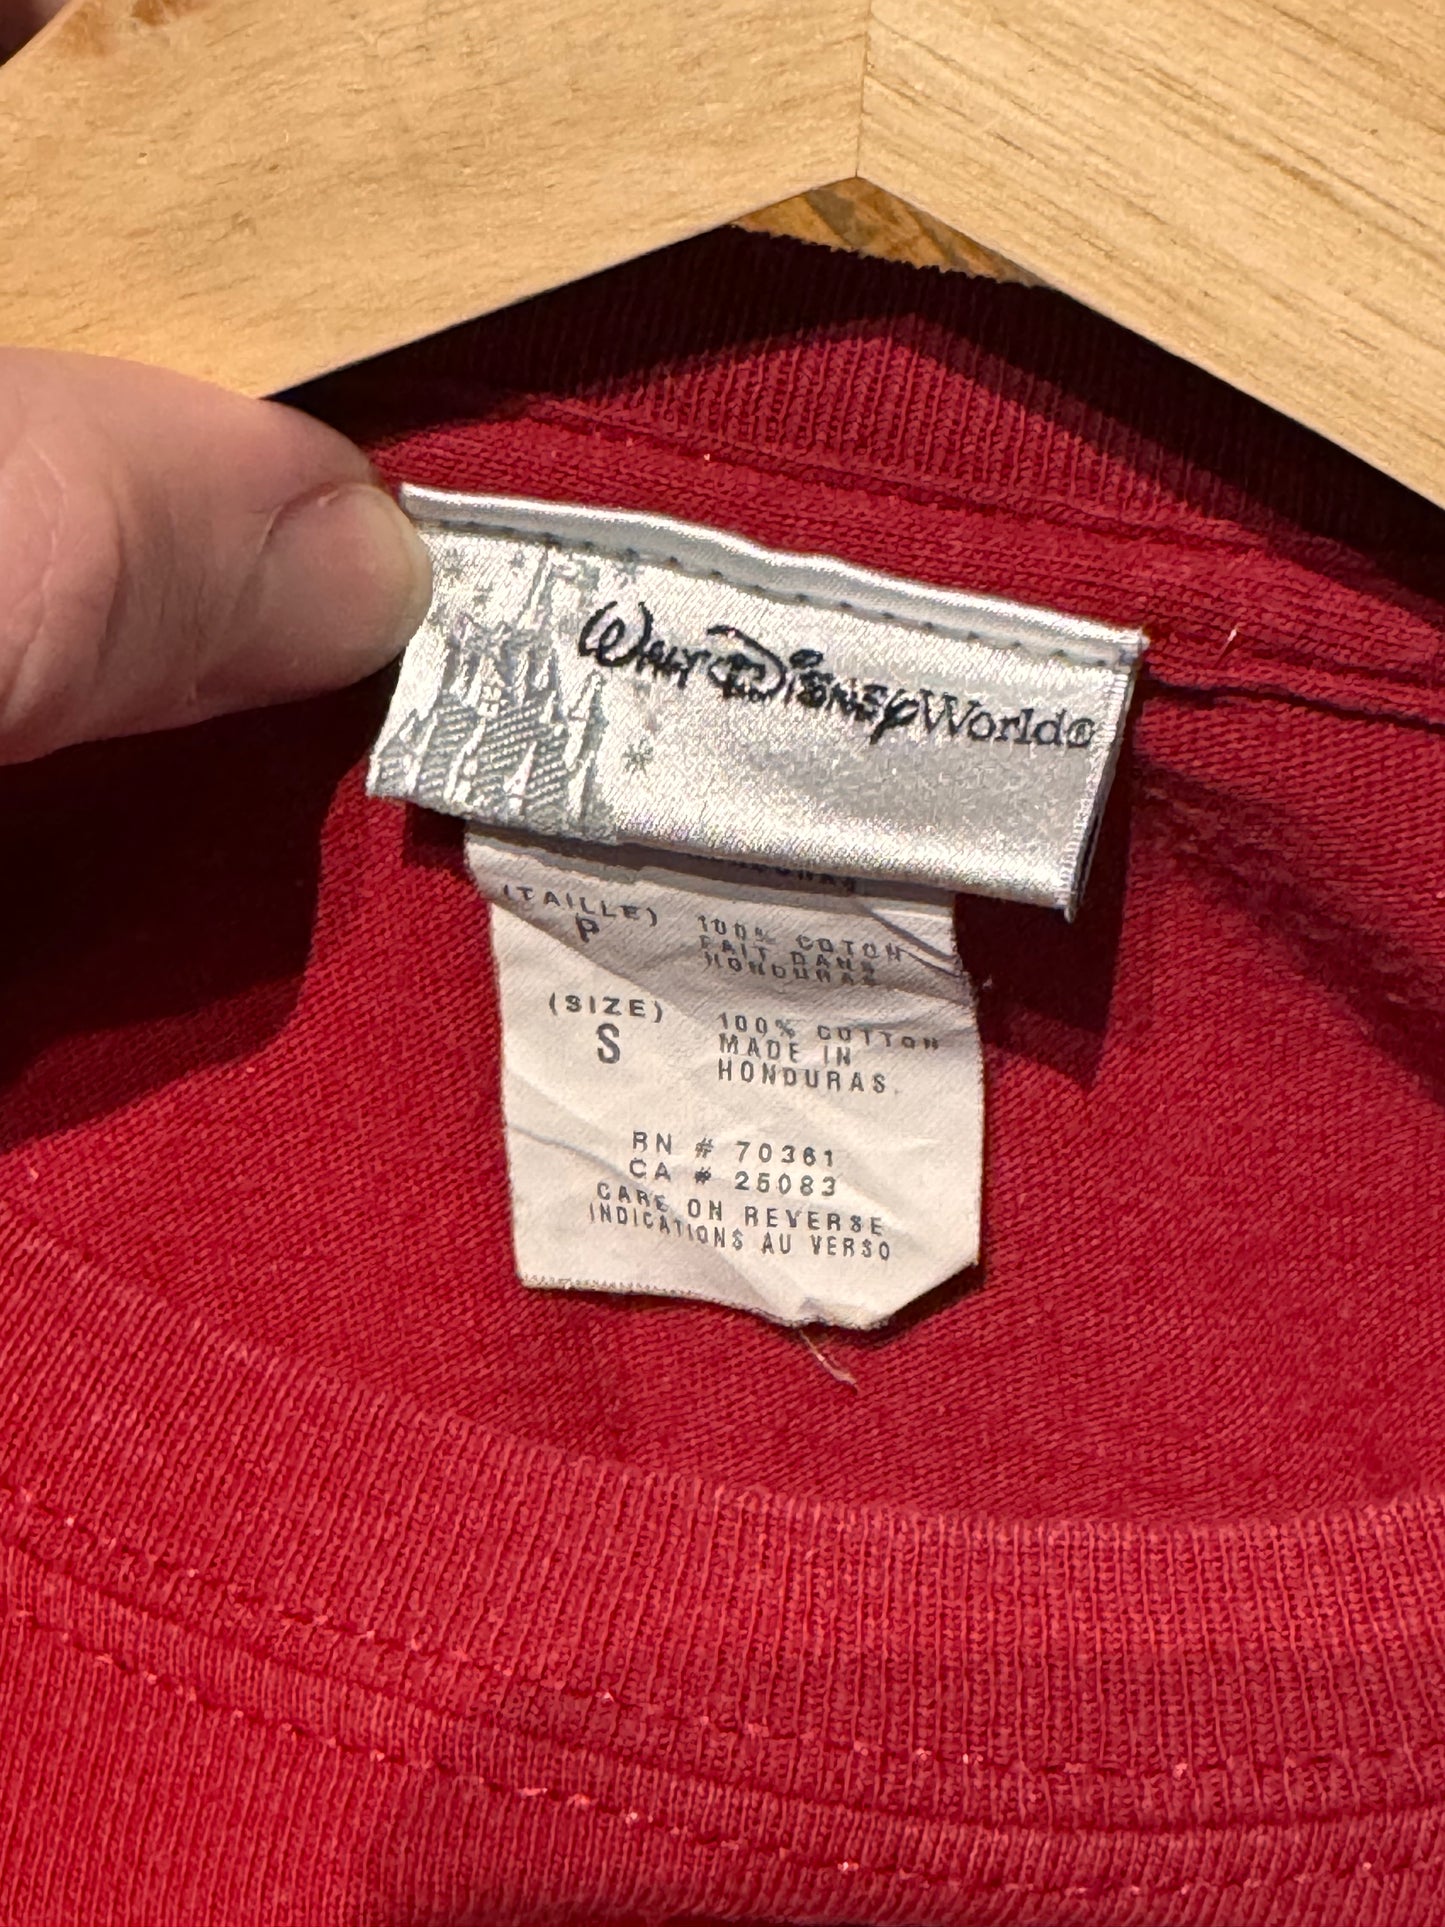 WALT DISNEY World®
HONDURAS
(TAILLE)
P
100% COTON
FAIT DANS
HONDURAS
(SIZE)
S
100% COTTON
MADE IN
HONDURAS
RN # 70361
CA # 25083
CARE ON REVERSE
INDICATIONS AU VERSO